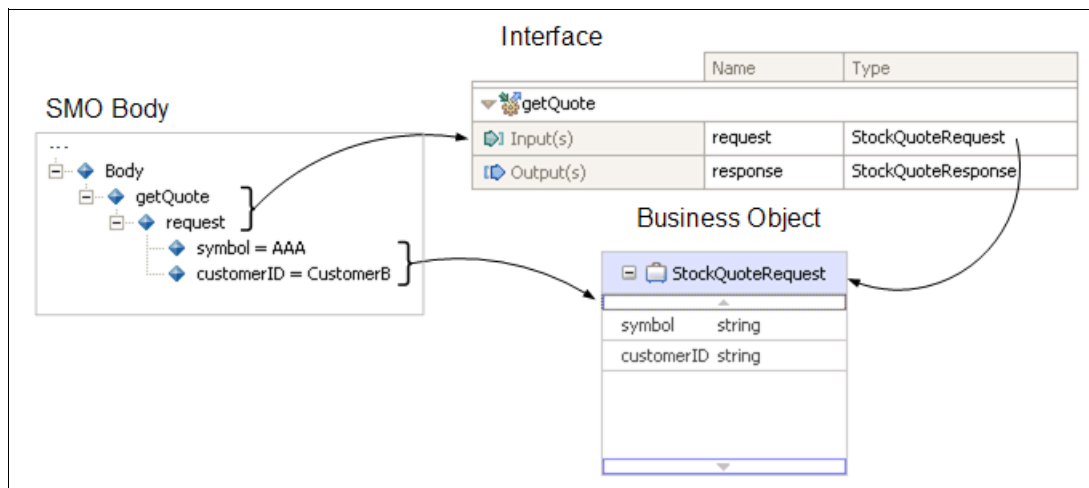 Interface
Name Type
getQuote
Input(s) request StockQuoteRequest
Output(s) response StockQuoteResponse
SMO Body
...
Body
getQuote
request
symbol = AAA
customerID = CustomerB
Business Object
StockQuoteRequest
symbol string
customerID string